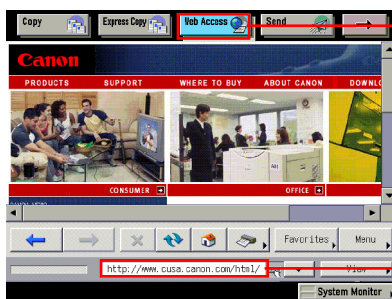 Copy Express Copy Web Access Send
Canon
PRODUCTS SUPPORT WHERE TO BUY ABOUT CANON DOWNLO
CONSUMER OFFICE
Favorites Menu
http://www.cusa.canon.com/html/ View
System Monitor